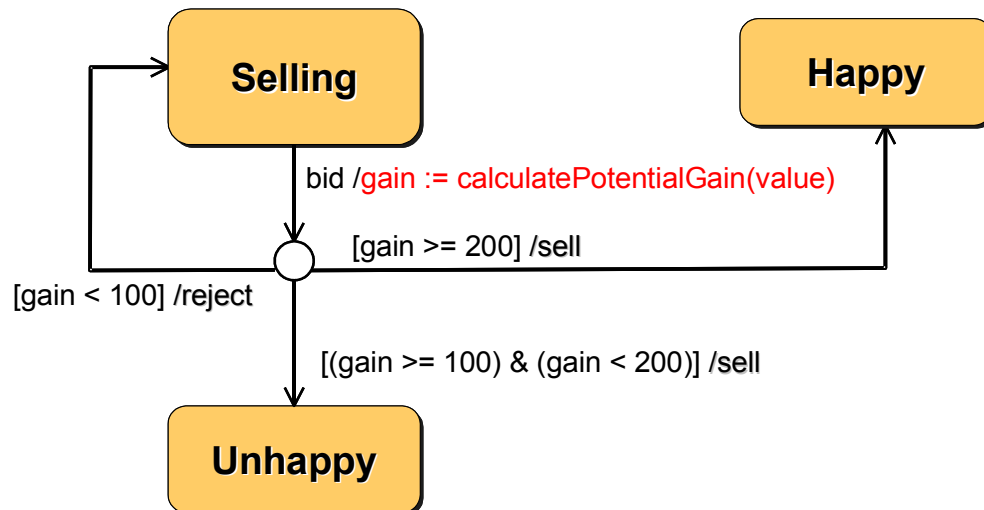 Selling
Happy
bid /gain := calculatePotentialGain(value)
[gain >= 200] /sell
[gain < 100] /reject
[(gain >= 100) & (gain < 200)] /sell
Unhappy